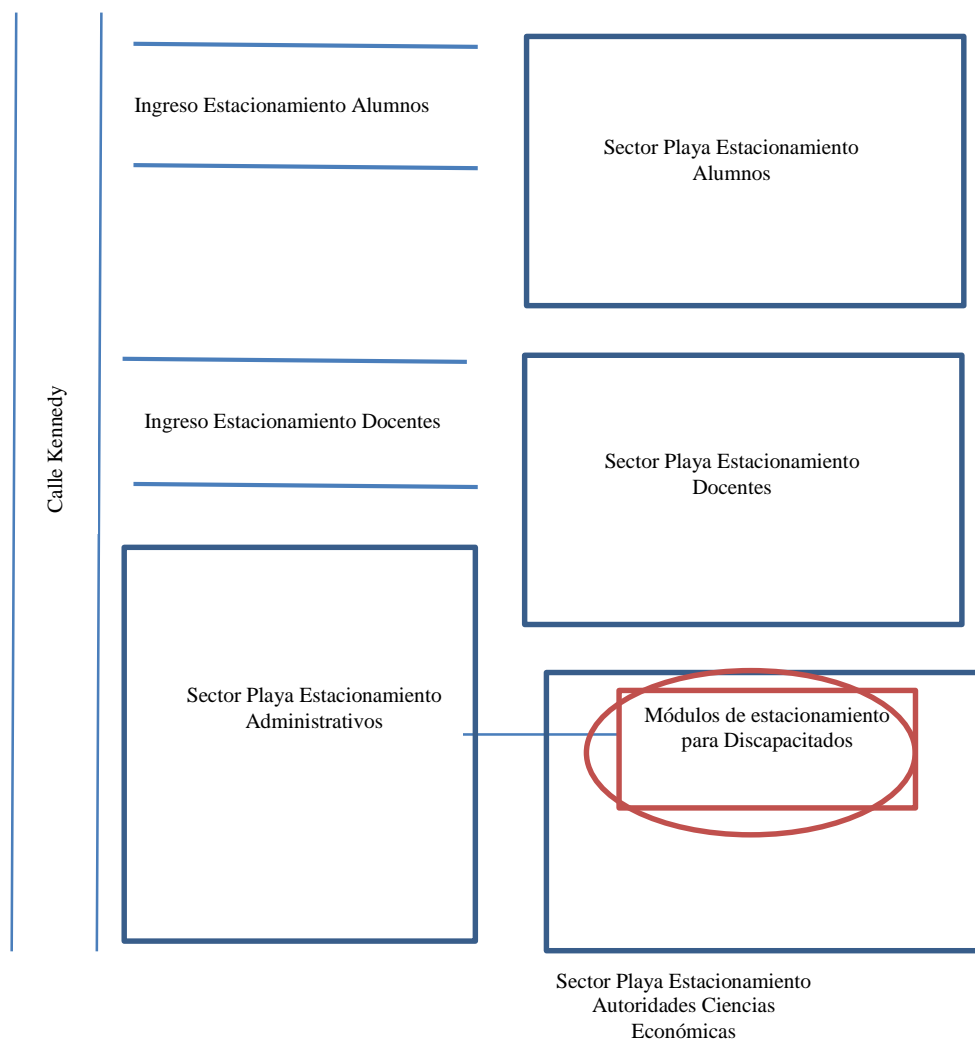 Ingreso Estacionamiento Alumnos
Sector Playa Estacionamiento
Alumnos
Calle Kennedy
Ingreso Estacionamiento Docentes
Sector Playa Estacionamiento
Docentes
Sector Playa Estacionamiento
Administrativos
Módulos de estacionamiento
para Discapacitados
Sector Playa Estacionamiento
Autoridades Ciencias
Económicas